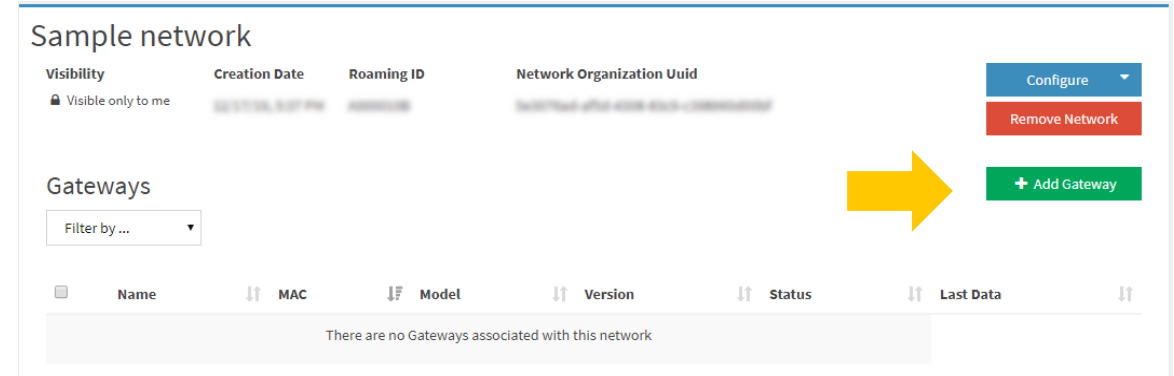 Sample network
Visibility Creation Date Roaming ID Network Organization Uuid
Visible only to me
Configure
Remove Network
Gateways
+ Add Gateway
Filter by ...
Name MAC Model Version Status Last Data
There are no Gateways associated with this network